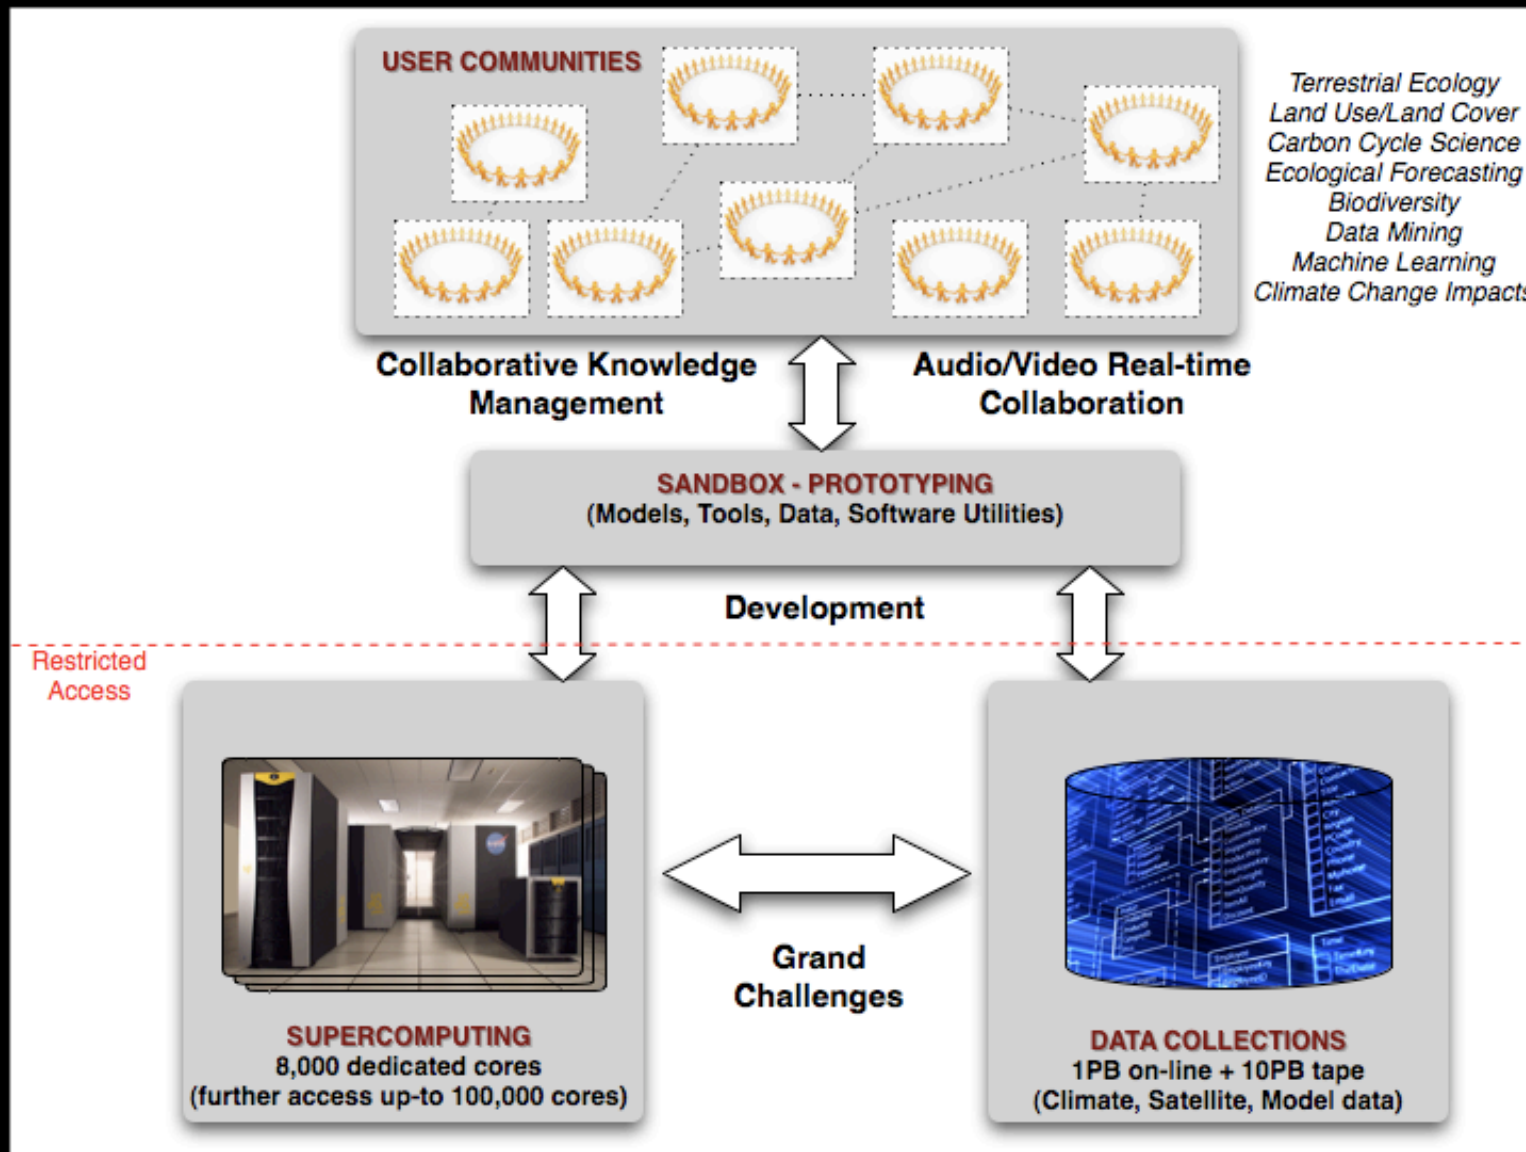 USER COMMUNITIES
Terrestrial Ecology
Land Use/Land Cover
Carbon Cycle Science
Ecological Forecasting
Biodiversity
Data Mining
Machine Learning
Climate Change Impacts
Collaborative Knowledge
Management
Audio/Video Real-time
Collaboration
SANDBOX - PROTOTYPING
(Models, Tools, Data, Software Utilities)
Development
Restricted
Access
Grand
Challenges
SUPERCOMPUTING
8,000 dedicated cores
(further access up-to 100,000 cores)
DATA COLLECTIONS
1PB on-line + 10PB tape
(Climate, Satellite, Model data)